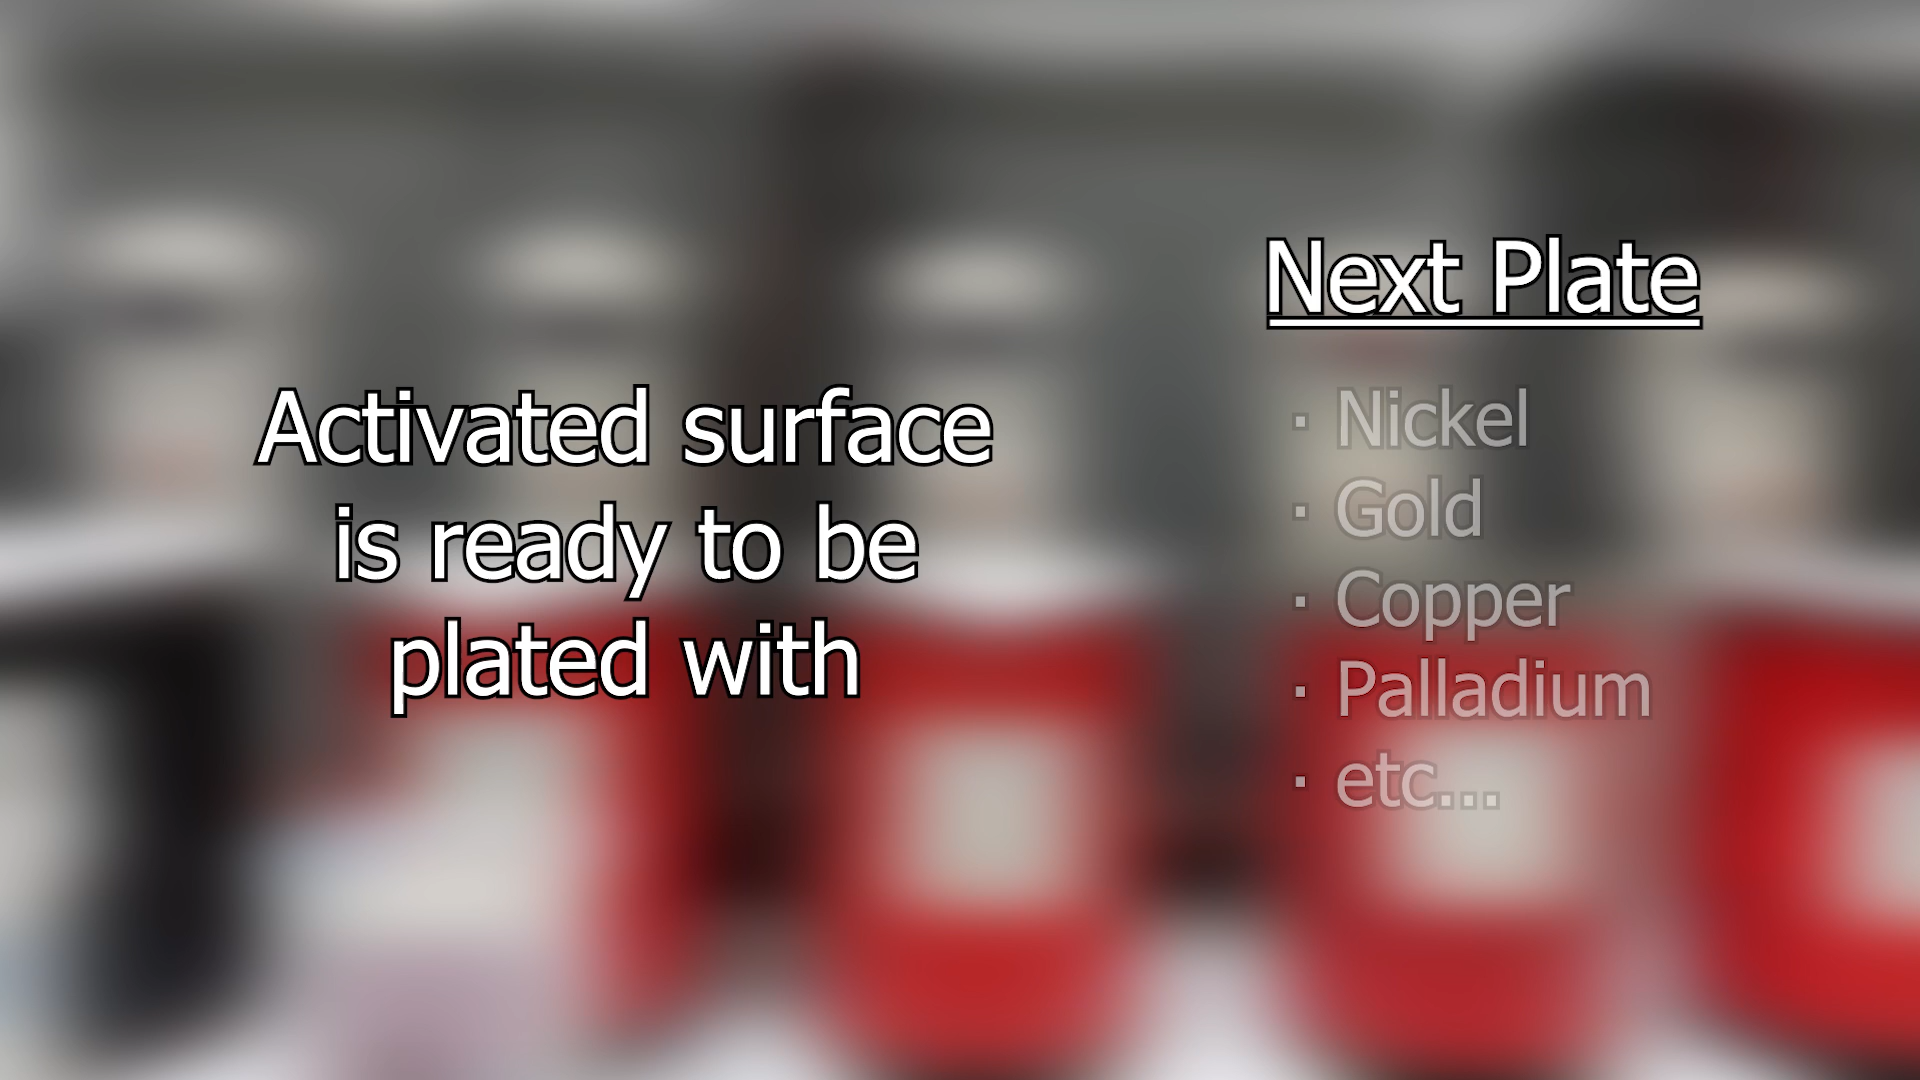 Activated surface
is ready to be
plated with
Next Plate
· Nickel
· Gold
· Copper
· Palladium
· etc...